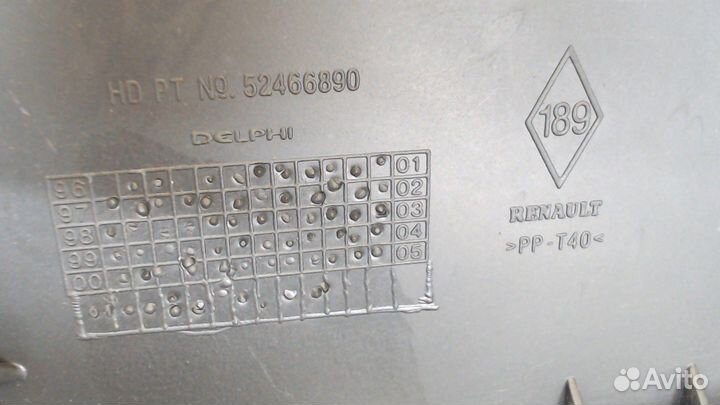 HD PT. NO. 52466890
DELPHI
96 01
97 02
98 03
99 04
00 05
189
RENAULT
>PP-T40<
Avito